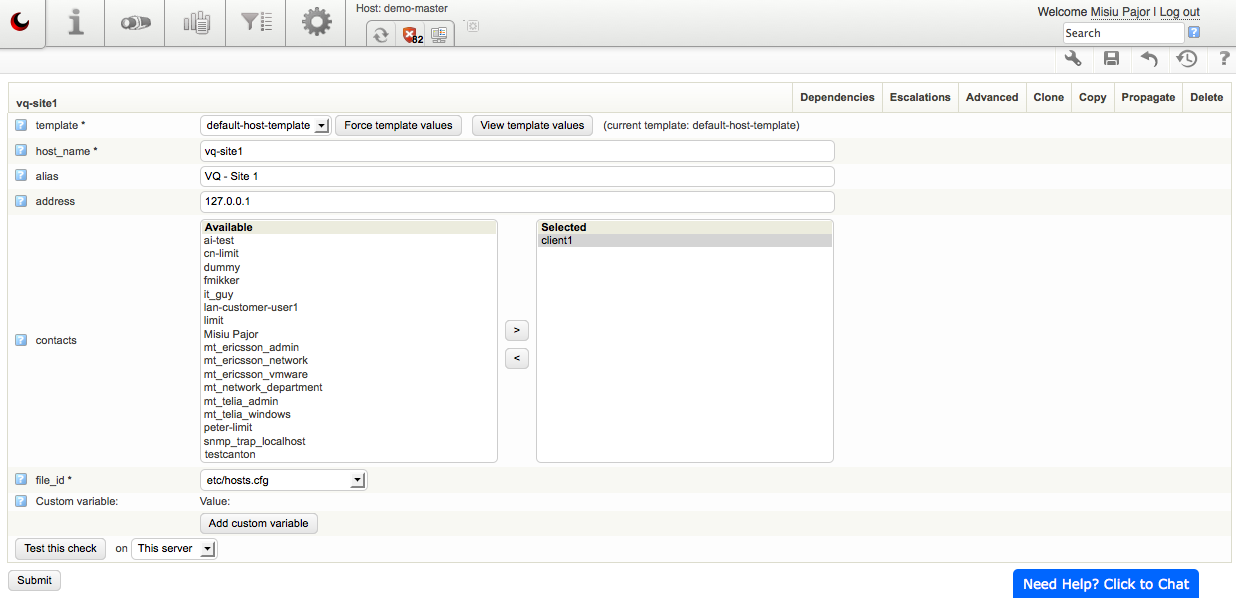 Host: demo-master
Welcome Misiu Pajor | Log out
82
Search
?
?
vq-site1
Dependencies Escalations Advanced Clone Copy Propagate Delete
? template * default-host-template Force template values View template values (current template: default-host-template)
? host_name * vq-site1
? alias VQ - Site 1
? address 127.0.0.1
Available Selected
ai-test client1
cn-limit
dummy
fmikker
it_guy
lan-customer-user1
limit
Misiu Pajor
mt_ericsson_admin
mt_ericsson_network
mt_ericsson_vmware
mt_network_department
mt_telia_admin
mt_telia_windows
peter-limit
snmp_trap_localhost
testcanton
? contacts
>
<
? file_id * etc/hosts.cfg
? Custom variable: Value:
Add custom variable
Test this check on This server
Submit
Need Help? Click to Chat